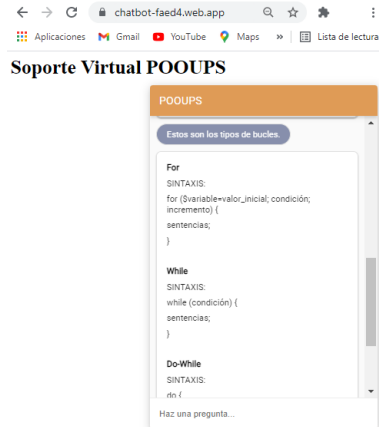 chatbot-faed4.web.app
Aplicaciones Gmail YouTube Maps » Lista de lectura
Soporte Virtual POOUPS
POOUPS
Estos son los tipos de bucles.
For
SINTAXIS:
for ($variable=valor_inicial; condición;
incremento) {
sentencias;
}
While
SINTAXIS:
while (condición) {
sentencias;
}
Do-While
SINTAXIS:
do {
Haz una pregunta...